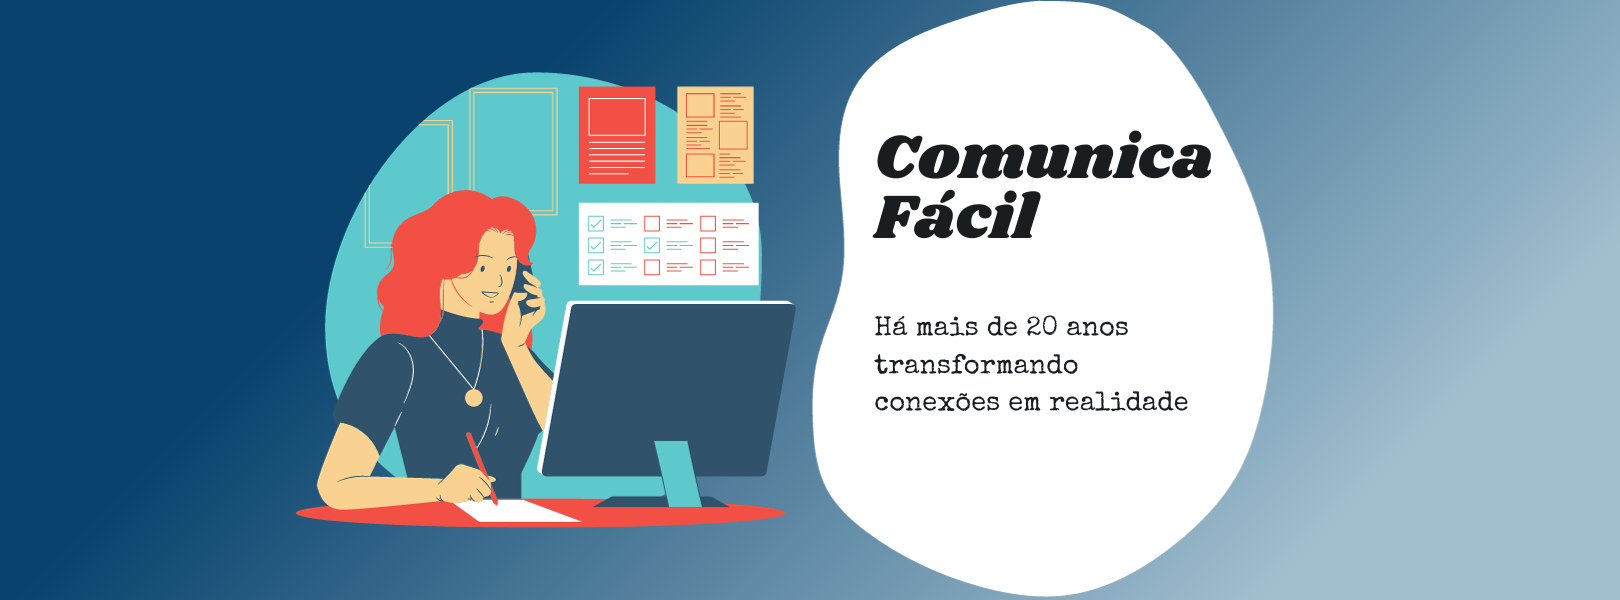 Comunica
Fácil
Há mais de 20 anos
transformando
conexões em realidade